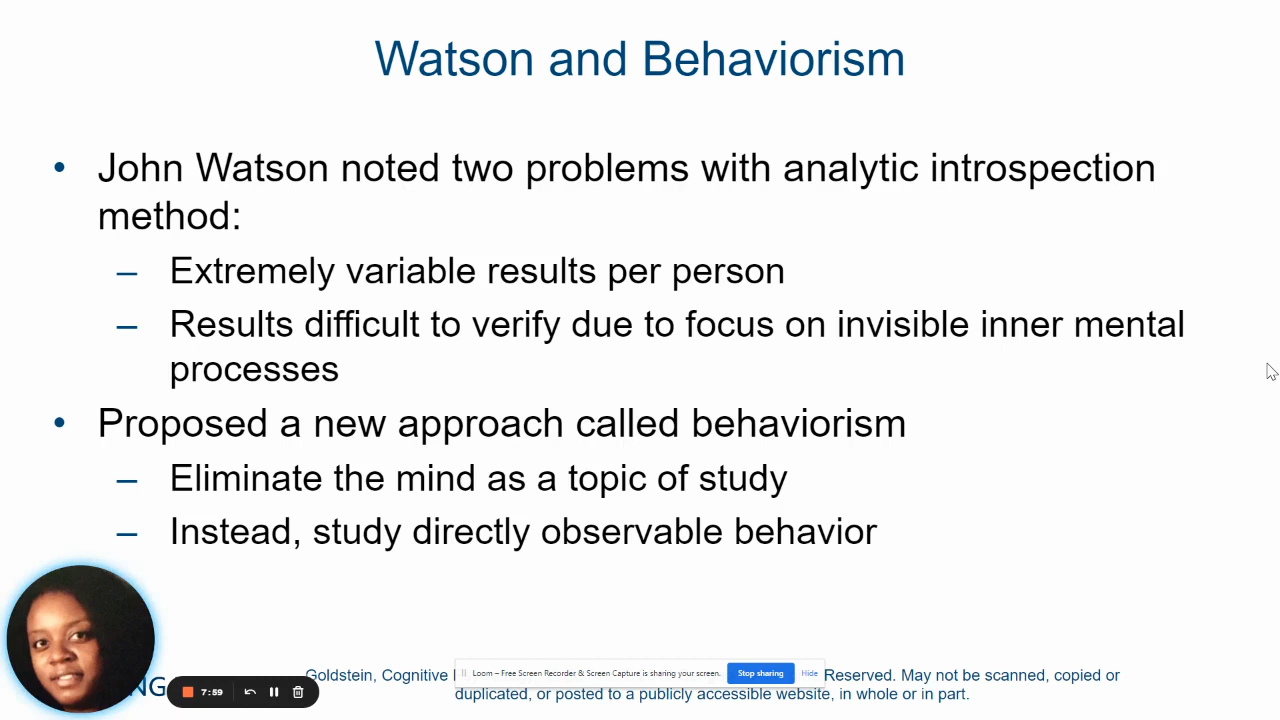 Watson and Behaviorism
• John Watson noted two problems with analytic introspection
method:
– Extremely variable results per person
– Results difficult to verify due to focus on invisible inner mental
processes
• Proposed a new approach called behaviorism
– Eliminate the mind as a topic of study
– Instead, study directly observable behavior
Goldstein, Cognitive
Loom – Free Screen Recorder & Screen Capture is sharing your screen. Stop sharing Hide
Reserved. May not be scanned, copied or
duplicated, or posted to a publicly accessible website, in whole or in part.
NG
7:59